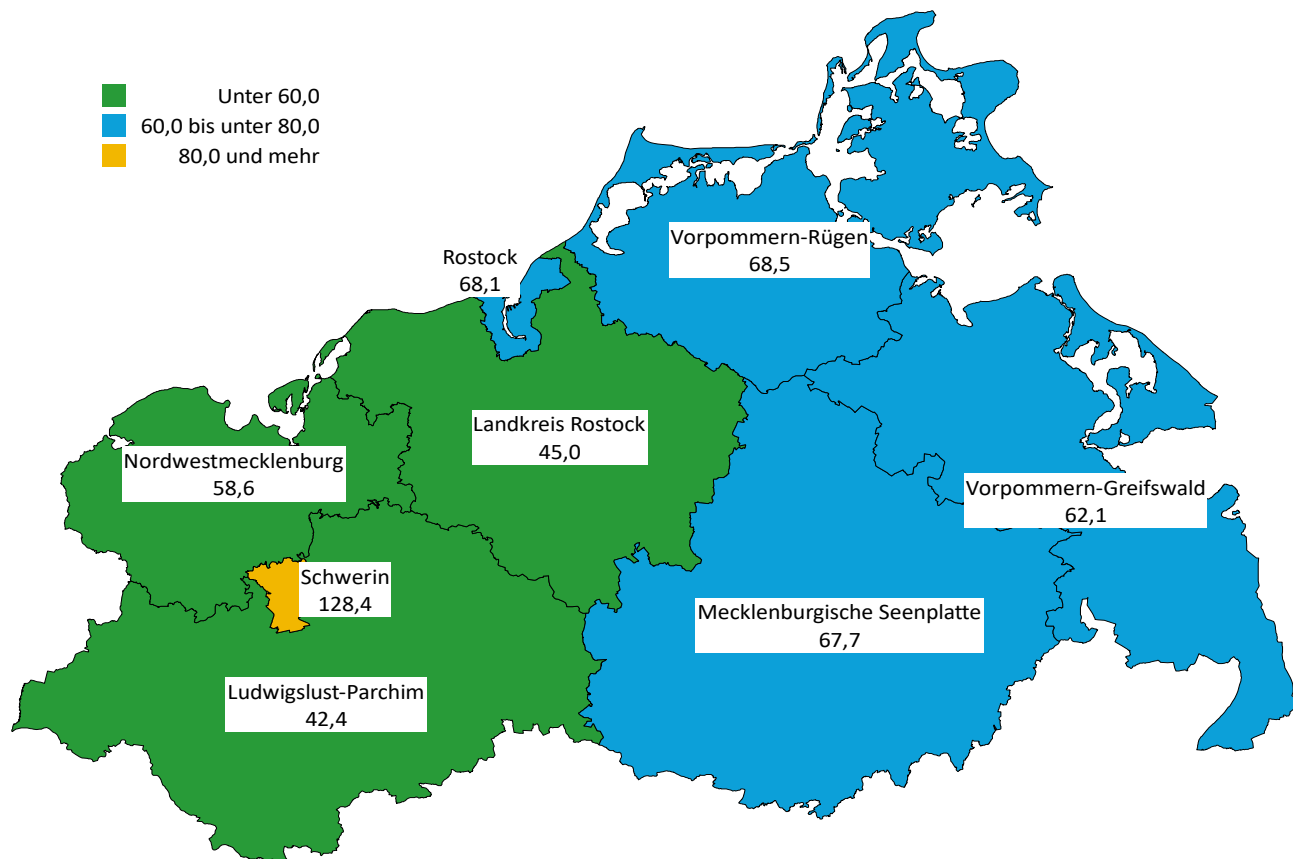 Unter 60,0
60,0 bis unter 80,0
80,0 und mehr
Vorpommern-Rügen
68,5
Rostock
68,1
Landkreis Rostock
45,0
Nordwestmecklenburg
58,6
Vorpommern-Greifswald
62,1
Schwerin
128,4
Mecklenburgische Seenplatte
67,7
Ludwigslust-Parchim
42,4